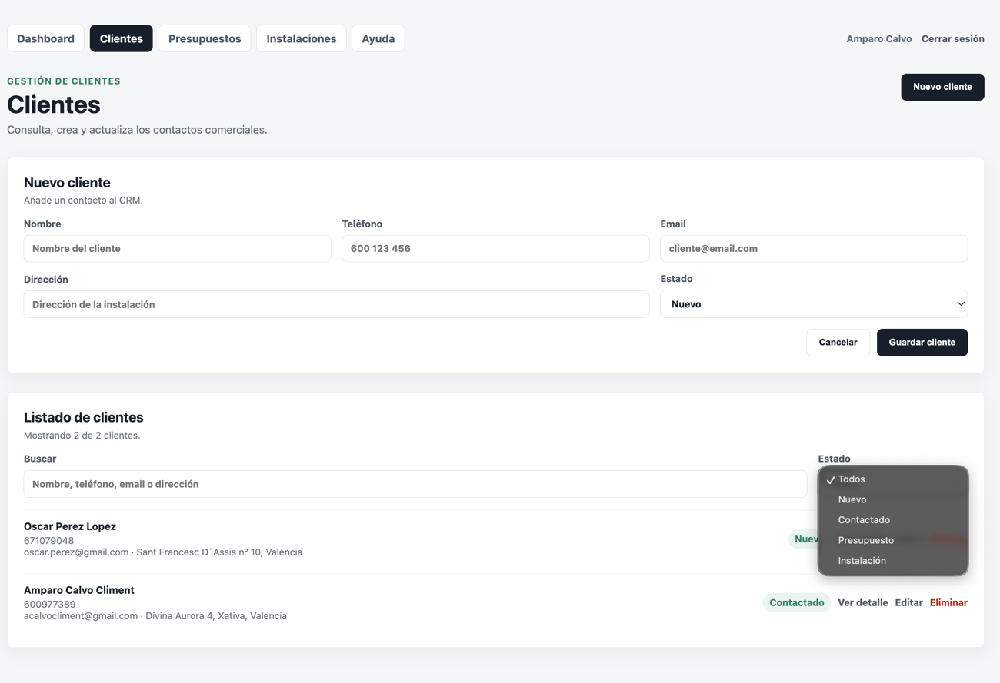 Dashboard Clientes Presupuestos Instalaciones Ayuda Amparo Calvo Cerrar sesión
GESTIÓN DE CLIENTES
Clientes
Consulta, crea y actualiza los contactos comerciales.
Nuevo cliente
Nuevo cliente
Añade un contacto al CRM.
Nombre Teléfono Email
Nombre del cliente 600 123 456 cliente@email.com
Dirección Estado
Dirección de la instalación Nuevo
Cancelar Guardar cliente
Listado de clientes
Mostrando 2 de 2 clientes.
Buscar Estado
Nombre, teléfono, email o dirección
Todos
Nuevo
Contactado
Presupuesto
Instalación
Oscar Perez Lopez
671079048
oscar.perez@gmail.com · Sant Francesc D´Assis nº 10, Valencia
Nuev
Amparo Calvo Climent
600977389
acalvocliment@gmail.com · Divina Aurora 4, Xativa, Valencia
Contactado Ver detalle Editar Eliminar